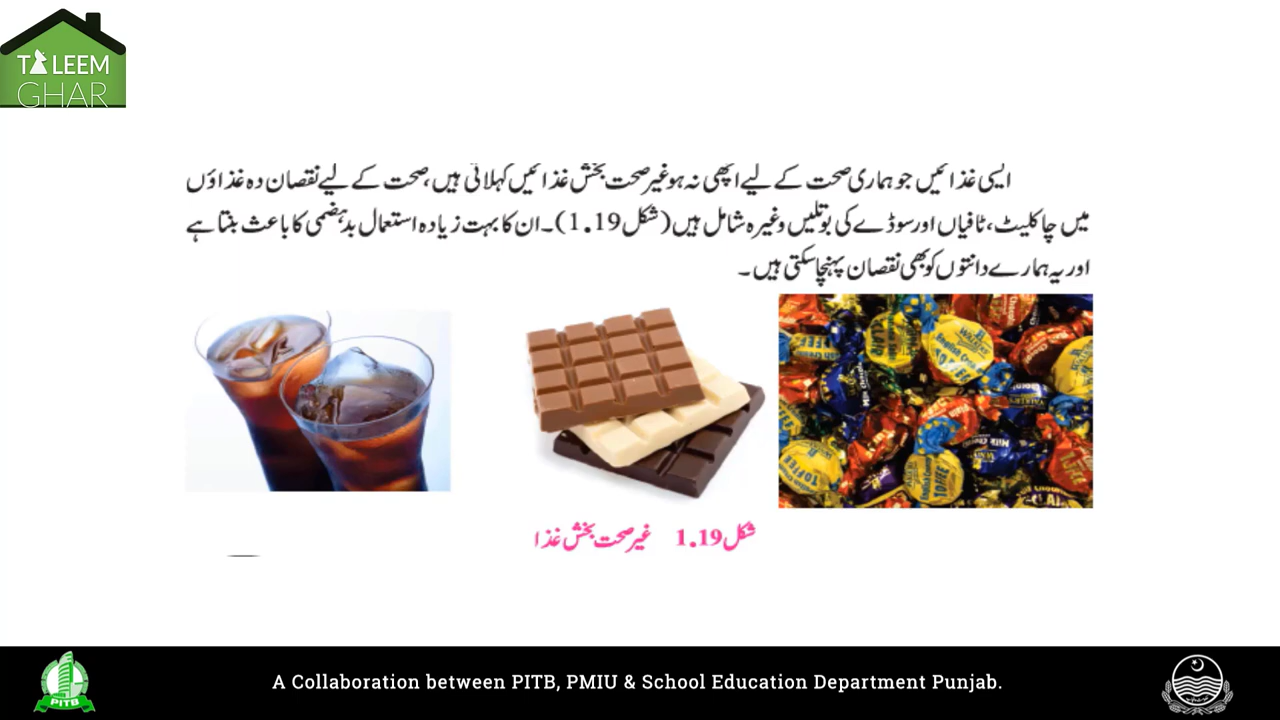 TALEEM
GHAR
ایسی غذائیں جو ہماری صحت کے لیے اچھی نہ ہو غیر صحت بخش غذائیں کہلاتی ہیں، صحت کے لیے نقصان دہ غذاؤں
میں چاکلیٹ، ٹافیاں اور سوڈے کی بوتلیں وغیرہ شامل ہیں (شکل 1.19)۔ ان کا بہت زیادہ استعمال بدہضمی کا باعث بنتا ہے
اور یہ ہمارے دانتوں کو بھی نقصان پہنچا سکتی ہیں۔
TOFFEE
شکل 1.19 غیر صحت بخش غذا
PITB
A Collaboration between PITB, PMIU & School Education Department Punjab.